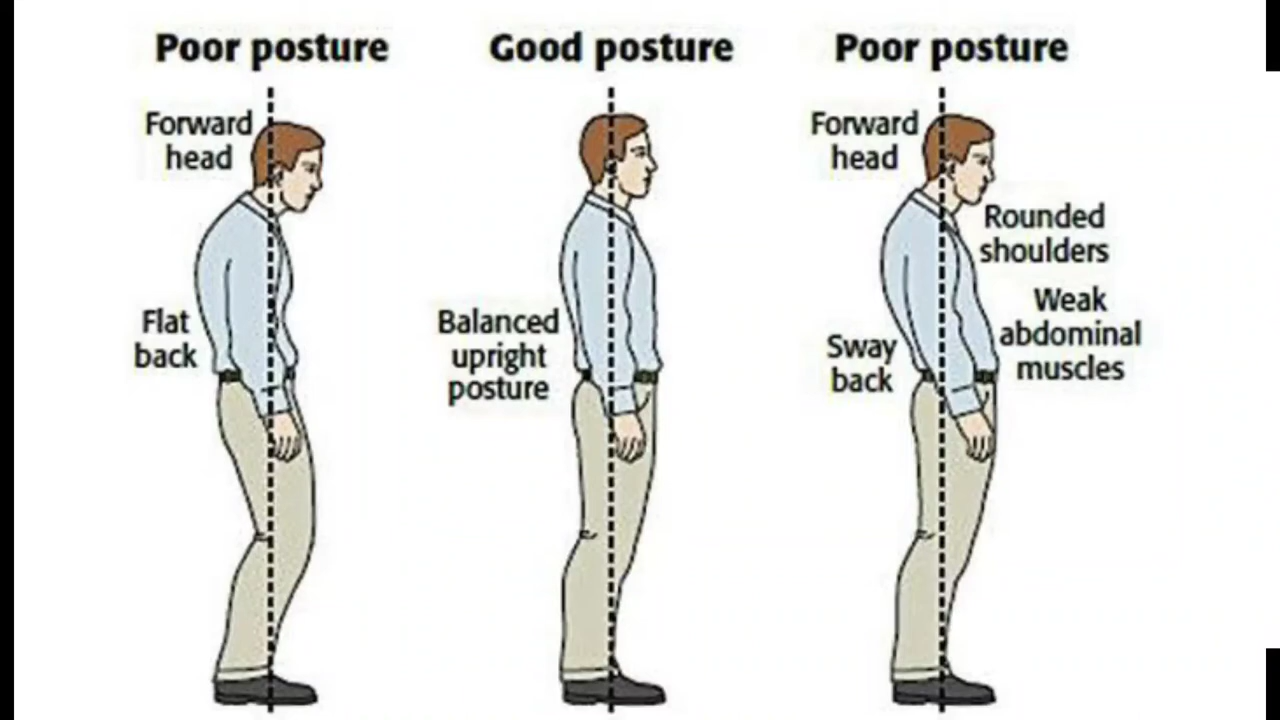 Poor posture
Good posture
Poor posture
Forward
head
Flat
back
Balanced
upright
posture
Forward
head
Rounded
shoulders
Weak
abdominal
muscles
Sway
back